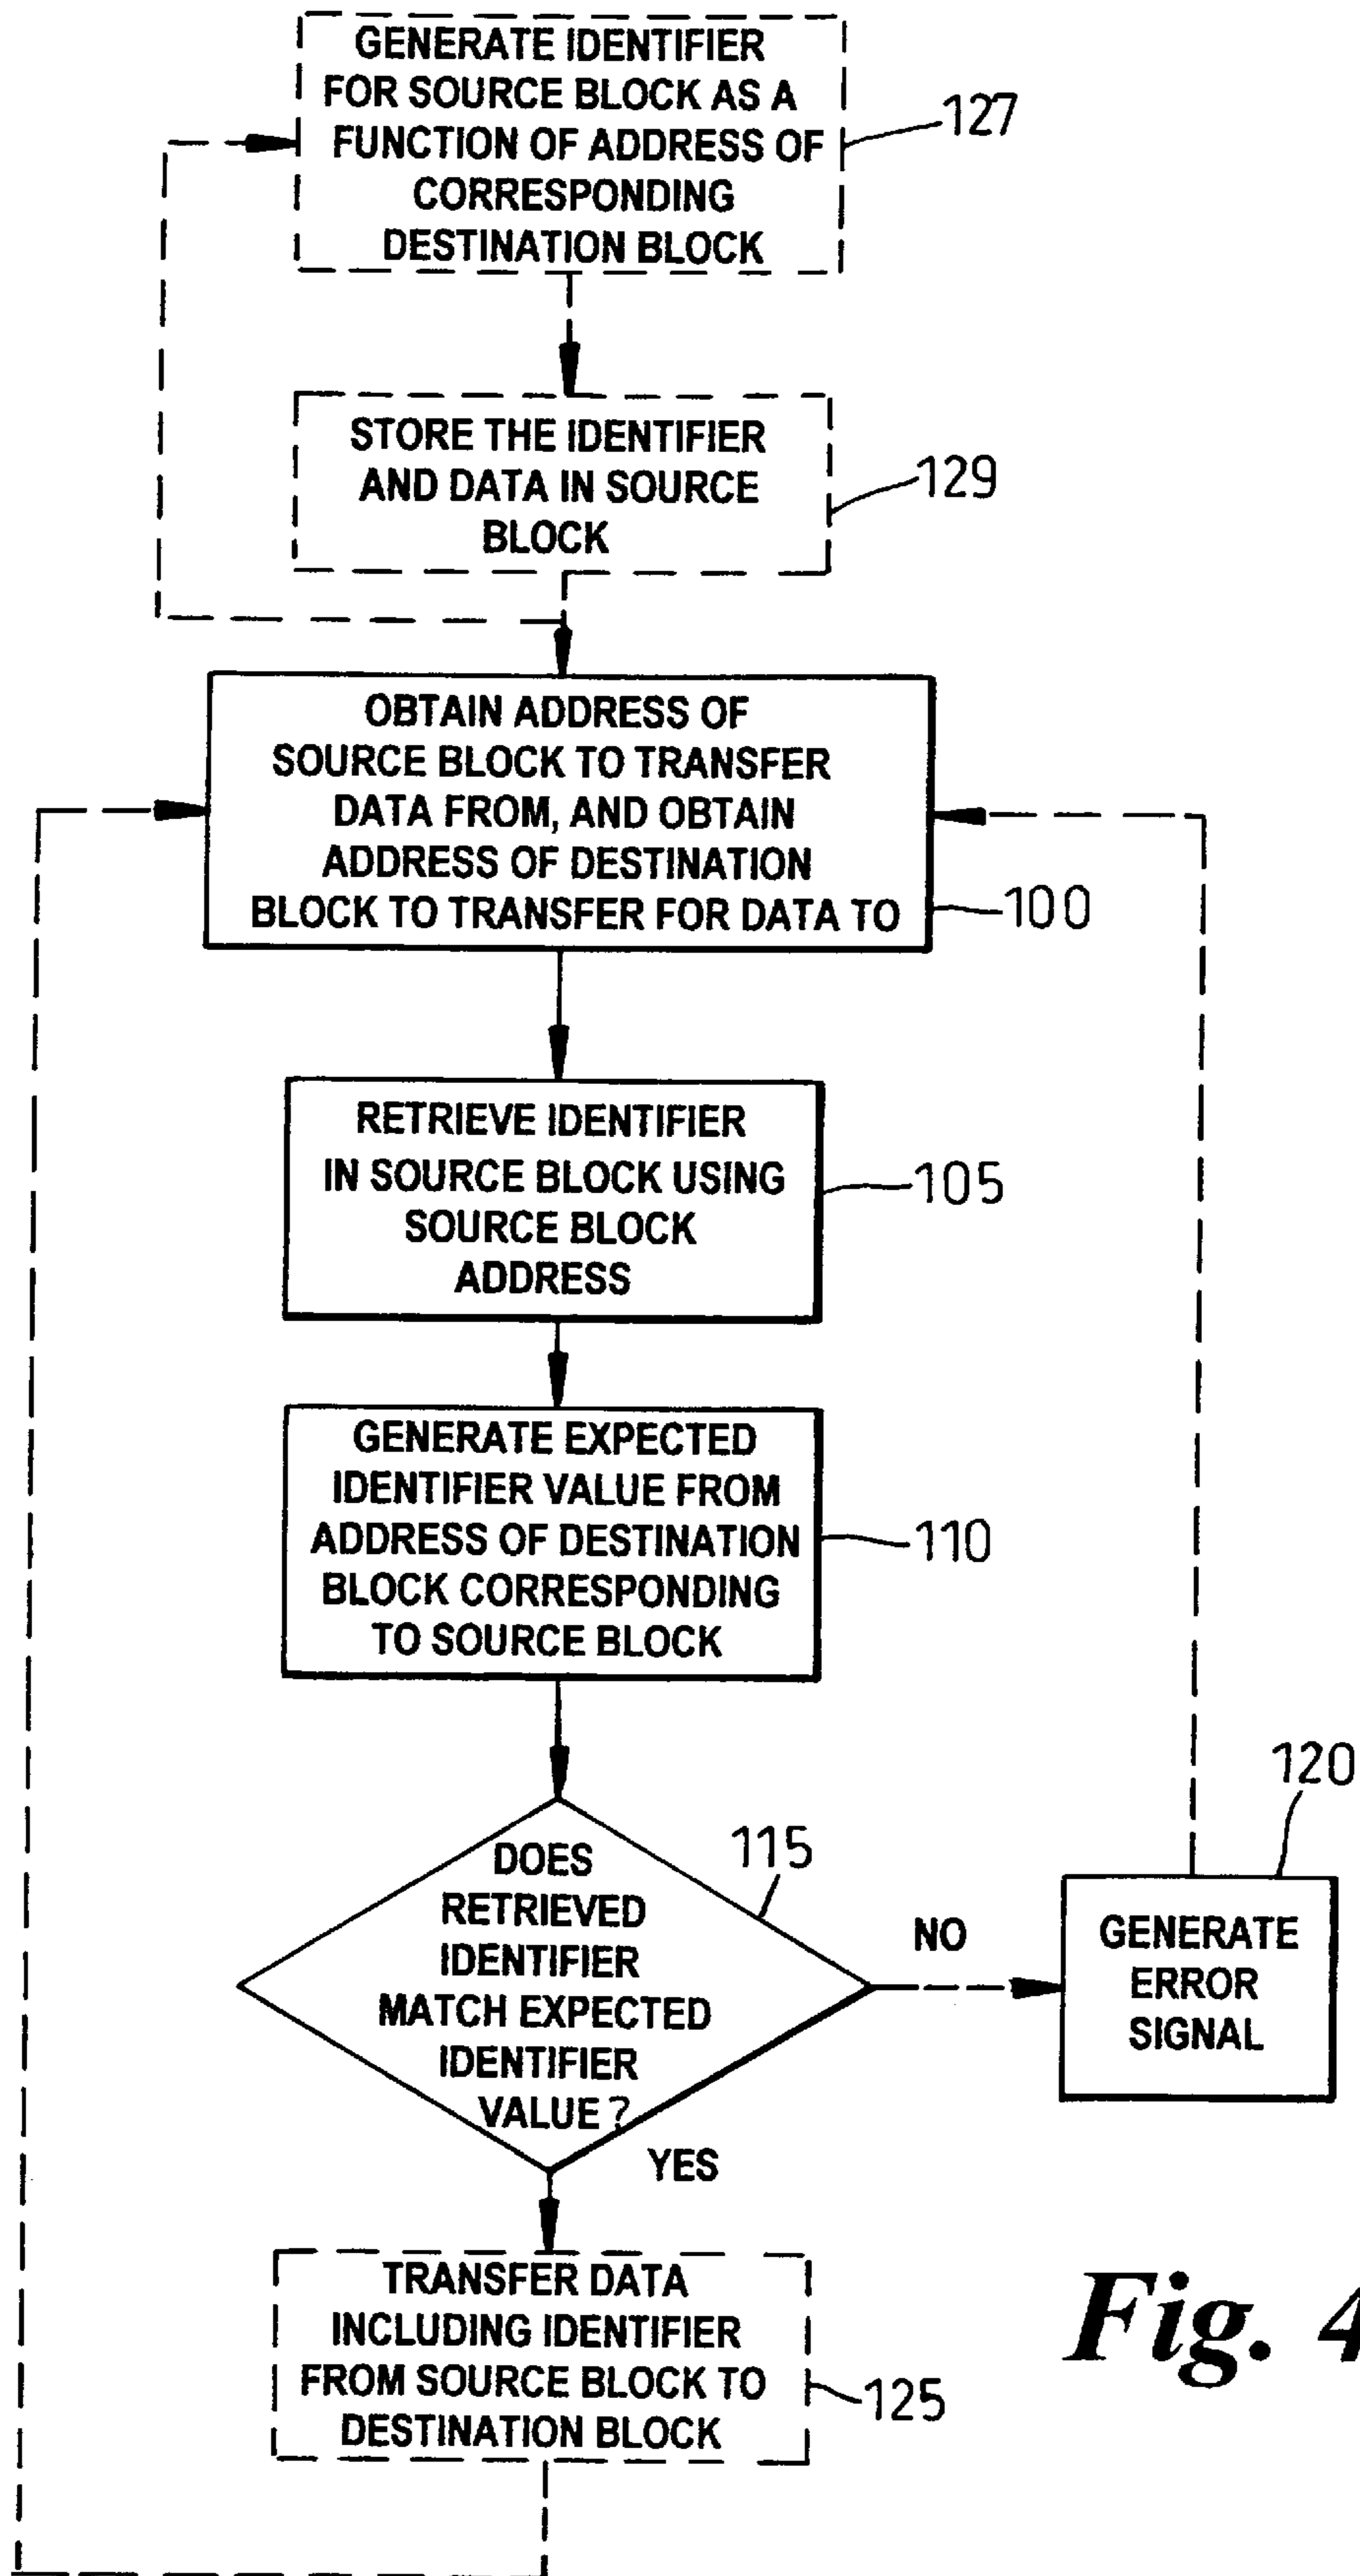 GENERATE IDENTIFIER
FOR SOURCE BLOCK AS A
FUNCTION OF ADDRESS OF
CORRESPONDING
DESTINATION BLOCK
127
STORE THE IDENTIFIER
AND DATA IN SOURCE
BLOCK
129
OBTAIN ADDRESS OF
SOURCE BLOCK TO TRANSFER
DATA FROM, AND OBTAIN
ADDRESS OF DESTINATION
BLOCK TO TRANSFER FOR DATA TO
100
RETRIEVE IDENTIFIER
IN SOURCE BLOCK USING
SOURCE BLOCK
ADDRESS
105
GENERATE EXPECTED
IDENTIFIER VALUE FROM
ADDRESS OF DESTINATION
BLOCK CORRESPONDING
TO SOURCE BLOCK
110
DOES
RETRIEVED
IDENTIFIER
MATCH EXPECTED
IDENTIFIER
VALUE?
115
NO
YES
GENERATE
ERROR
SIGNAL
120
TRANSFER DATA
INCLUDING IDENTIFIER
FROM SOURCE BLOCK TO
DESTINATION BLOCK
125
Fig. 4